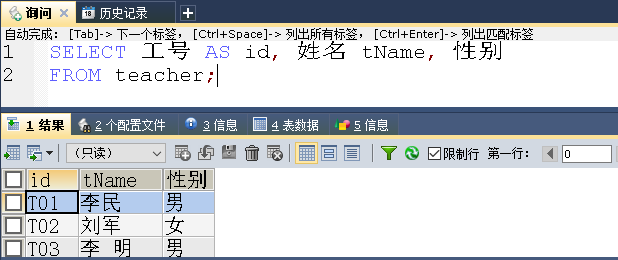 询问 历史记录
自动完成: [Tab]-> 下一个标签, [Ctrl+Space]-> 列出所有标签, [Ctrl+Enter]-> 列出匹配标签
1 SELECT 工号 AS id, 姓名 tName, 性别
2 FROM teacher;
1 结果 2 个配置文件 3 信息 4 表数据 5 信息
(只读) 限制行 第一行: 0
id tName 性别
T01 李民 男
T02 刘军 女
T03 李 明 男